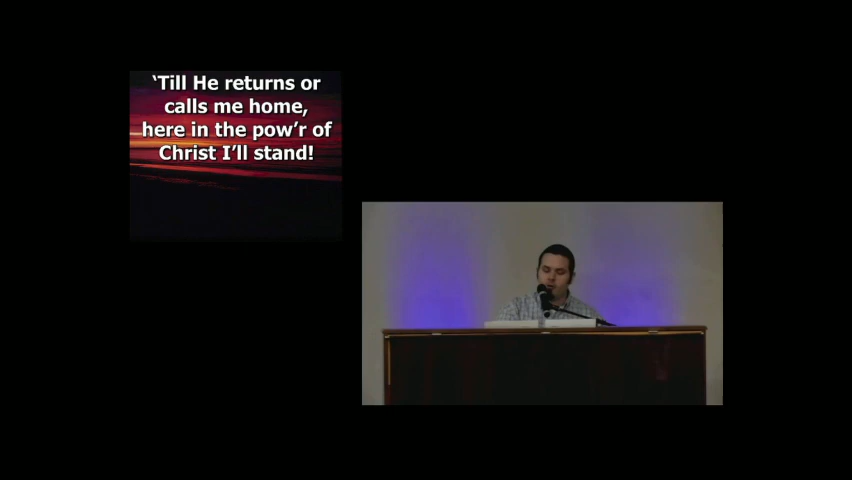 ‘Till He returns or
calls me home,
here in the pow’r of
Christ I’ll stand!